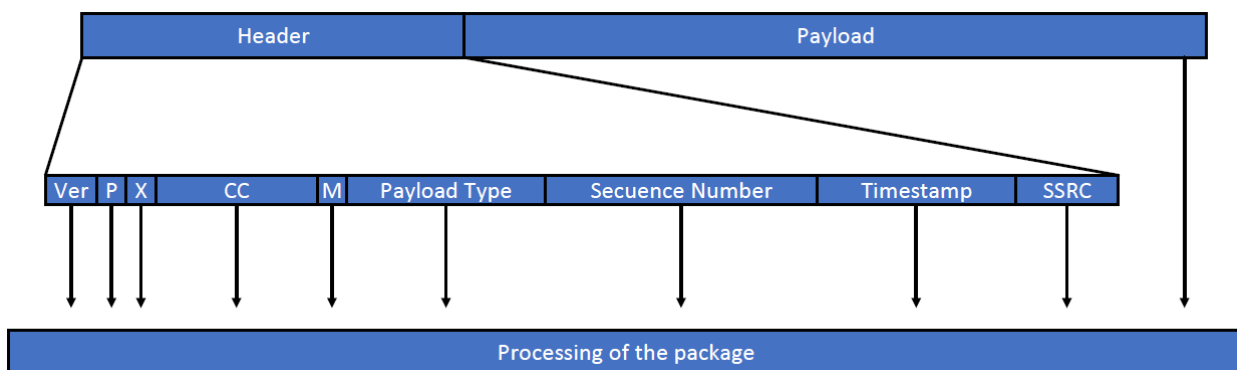 Header Payload
Ver P X CC M Payload Type Secuence Number Timestamp SSRC
Processing of the package